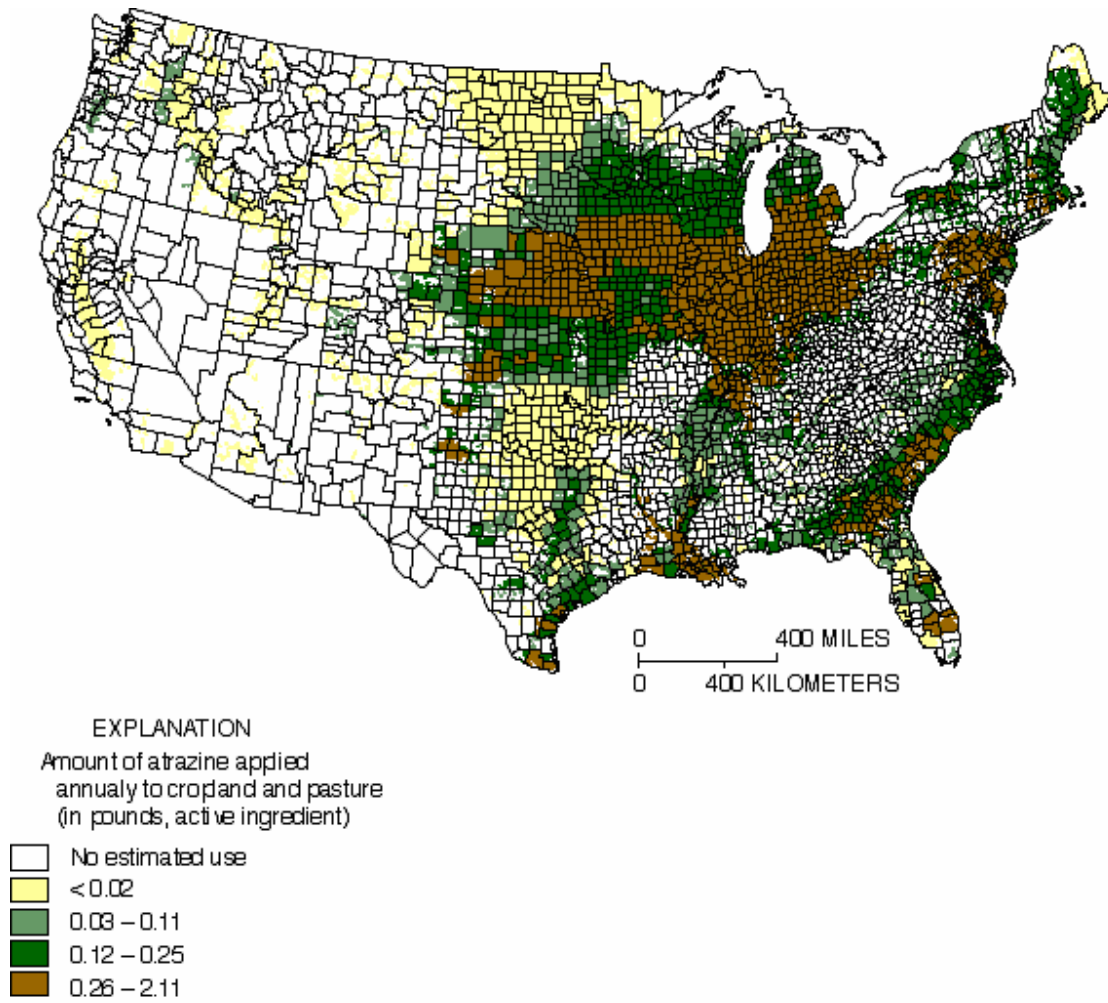 0 400 MILES
0 400 KILOMETERS
EXPLANATION
Amount of atrazine applied
annualy to cropland and pasture
(in pounds, active ingredient)
No estimated use
< 0.02
0.03 – 0.11
0.12 – 0.25
0.26 – 2.11